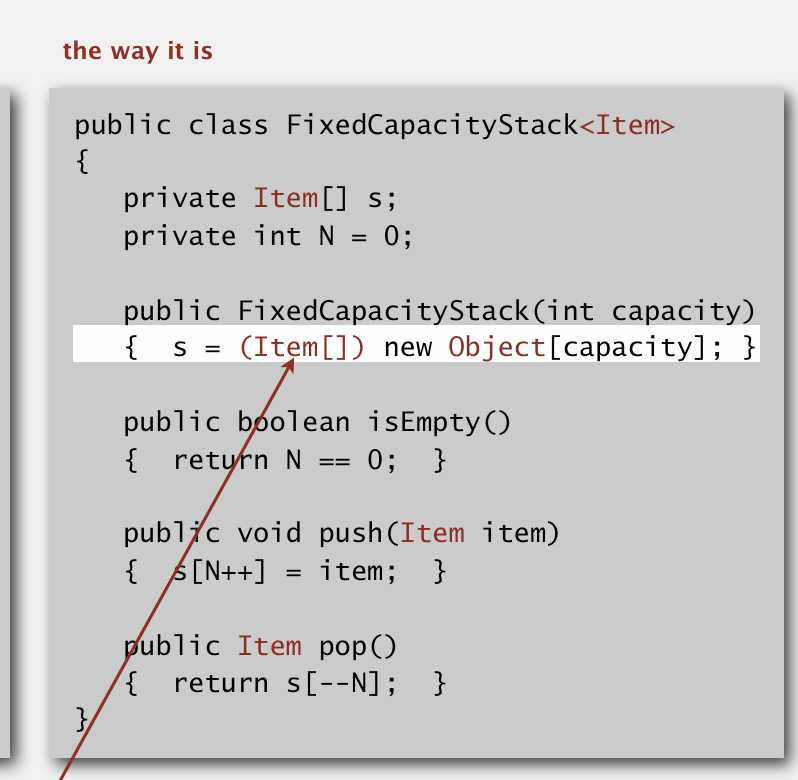 the way it is
public class FixedCapacityStack<Item>
{
   private Item[] s;
   private int N = 0;
   public FixedCapacityStack(int capacity)
   {  s = (Item[]) new Object[capacity]; }
   public boolean isEmpty()
   {  return N == 0;  }
   public void push(Item item)
   {  s[N++] = item;  }
   public Item pop()
   {  return s[--N];  }
}